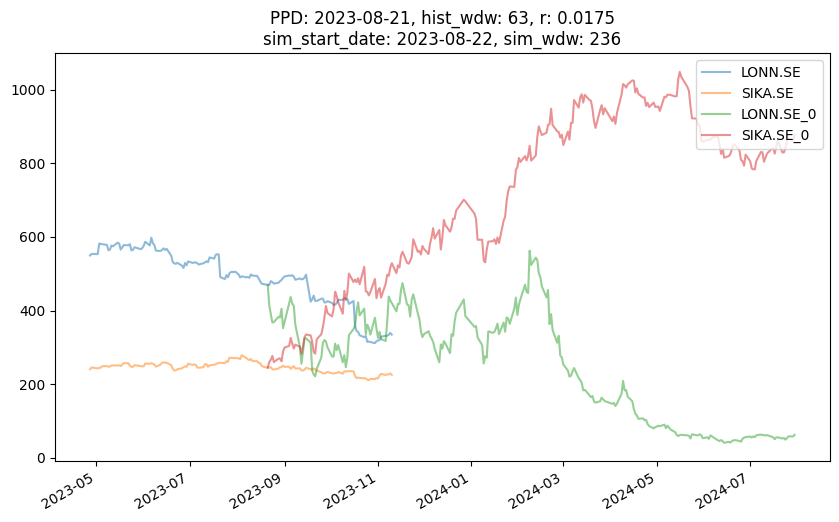 PPD: 2023-08-21, hist_wdw: 63, r: 0.0175
sim_start_date: 2023-08-22, sim_wdw: 236
LONN.SE
SIKA.SE
LONN.SE_0
SIKA.SE_0
1000
800
600
400
200
0
2023-05
2023-07
2023-09
2023-11
2024-01
2024-03
2024-05
2024-07